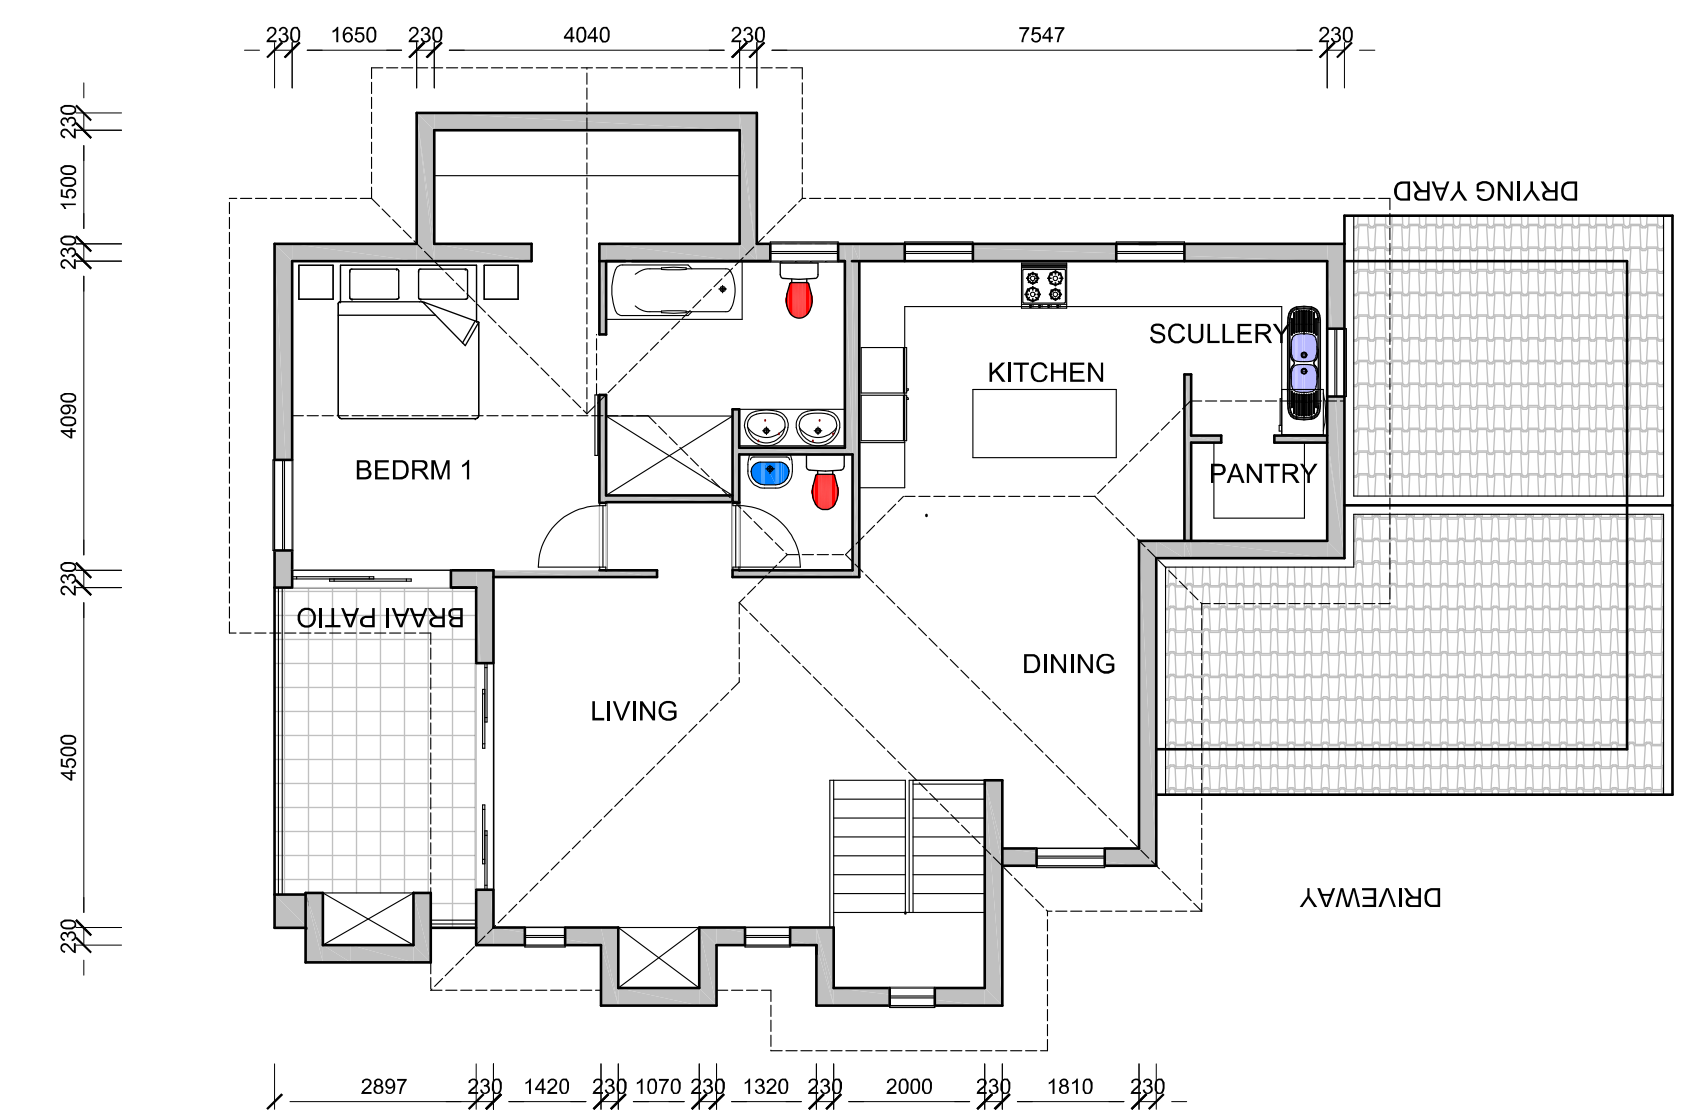 230 1650 230 4040 230 7547 230
230
1500
230
4090
230
4500
230
DRYING YARD
SCULLERY
KITCHEN
BEDRM 1
PANTRY
BRAAI PATIO
DINING
LIVING
DRIVEWAY
2897 230 1420 230 1070 230 1320 230 2000 230 1810 230